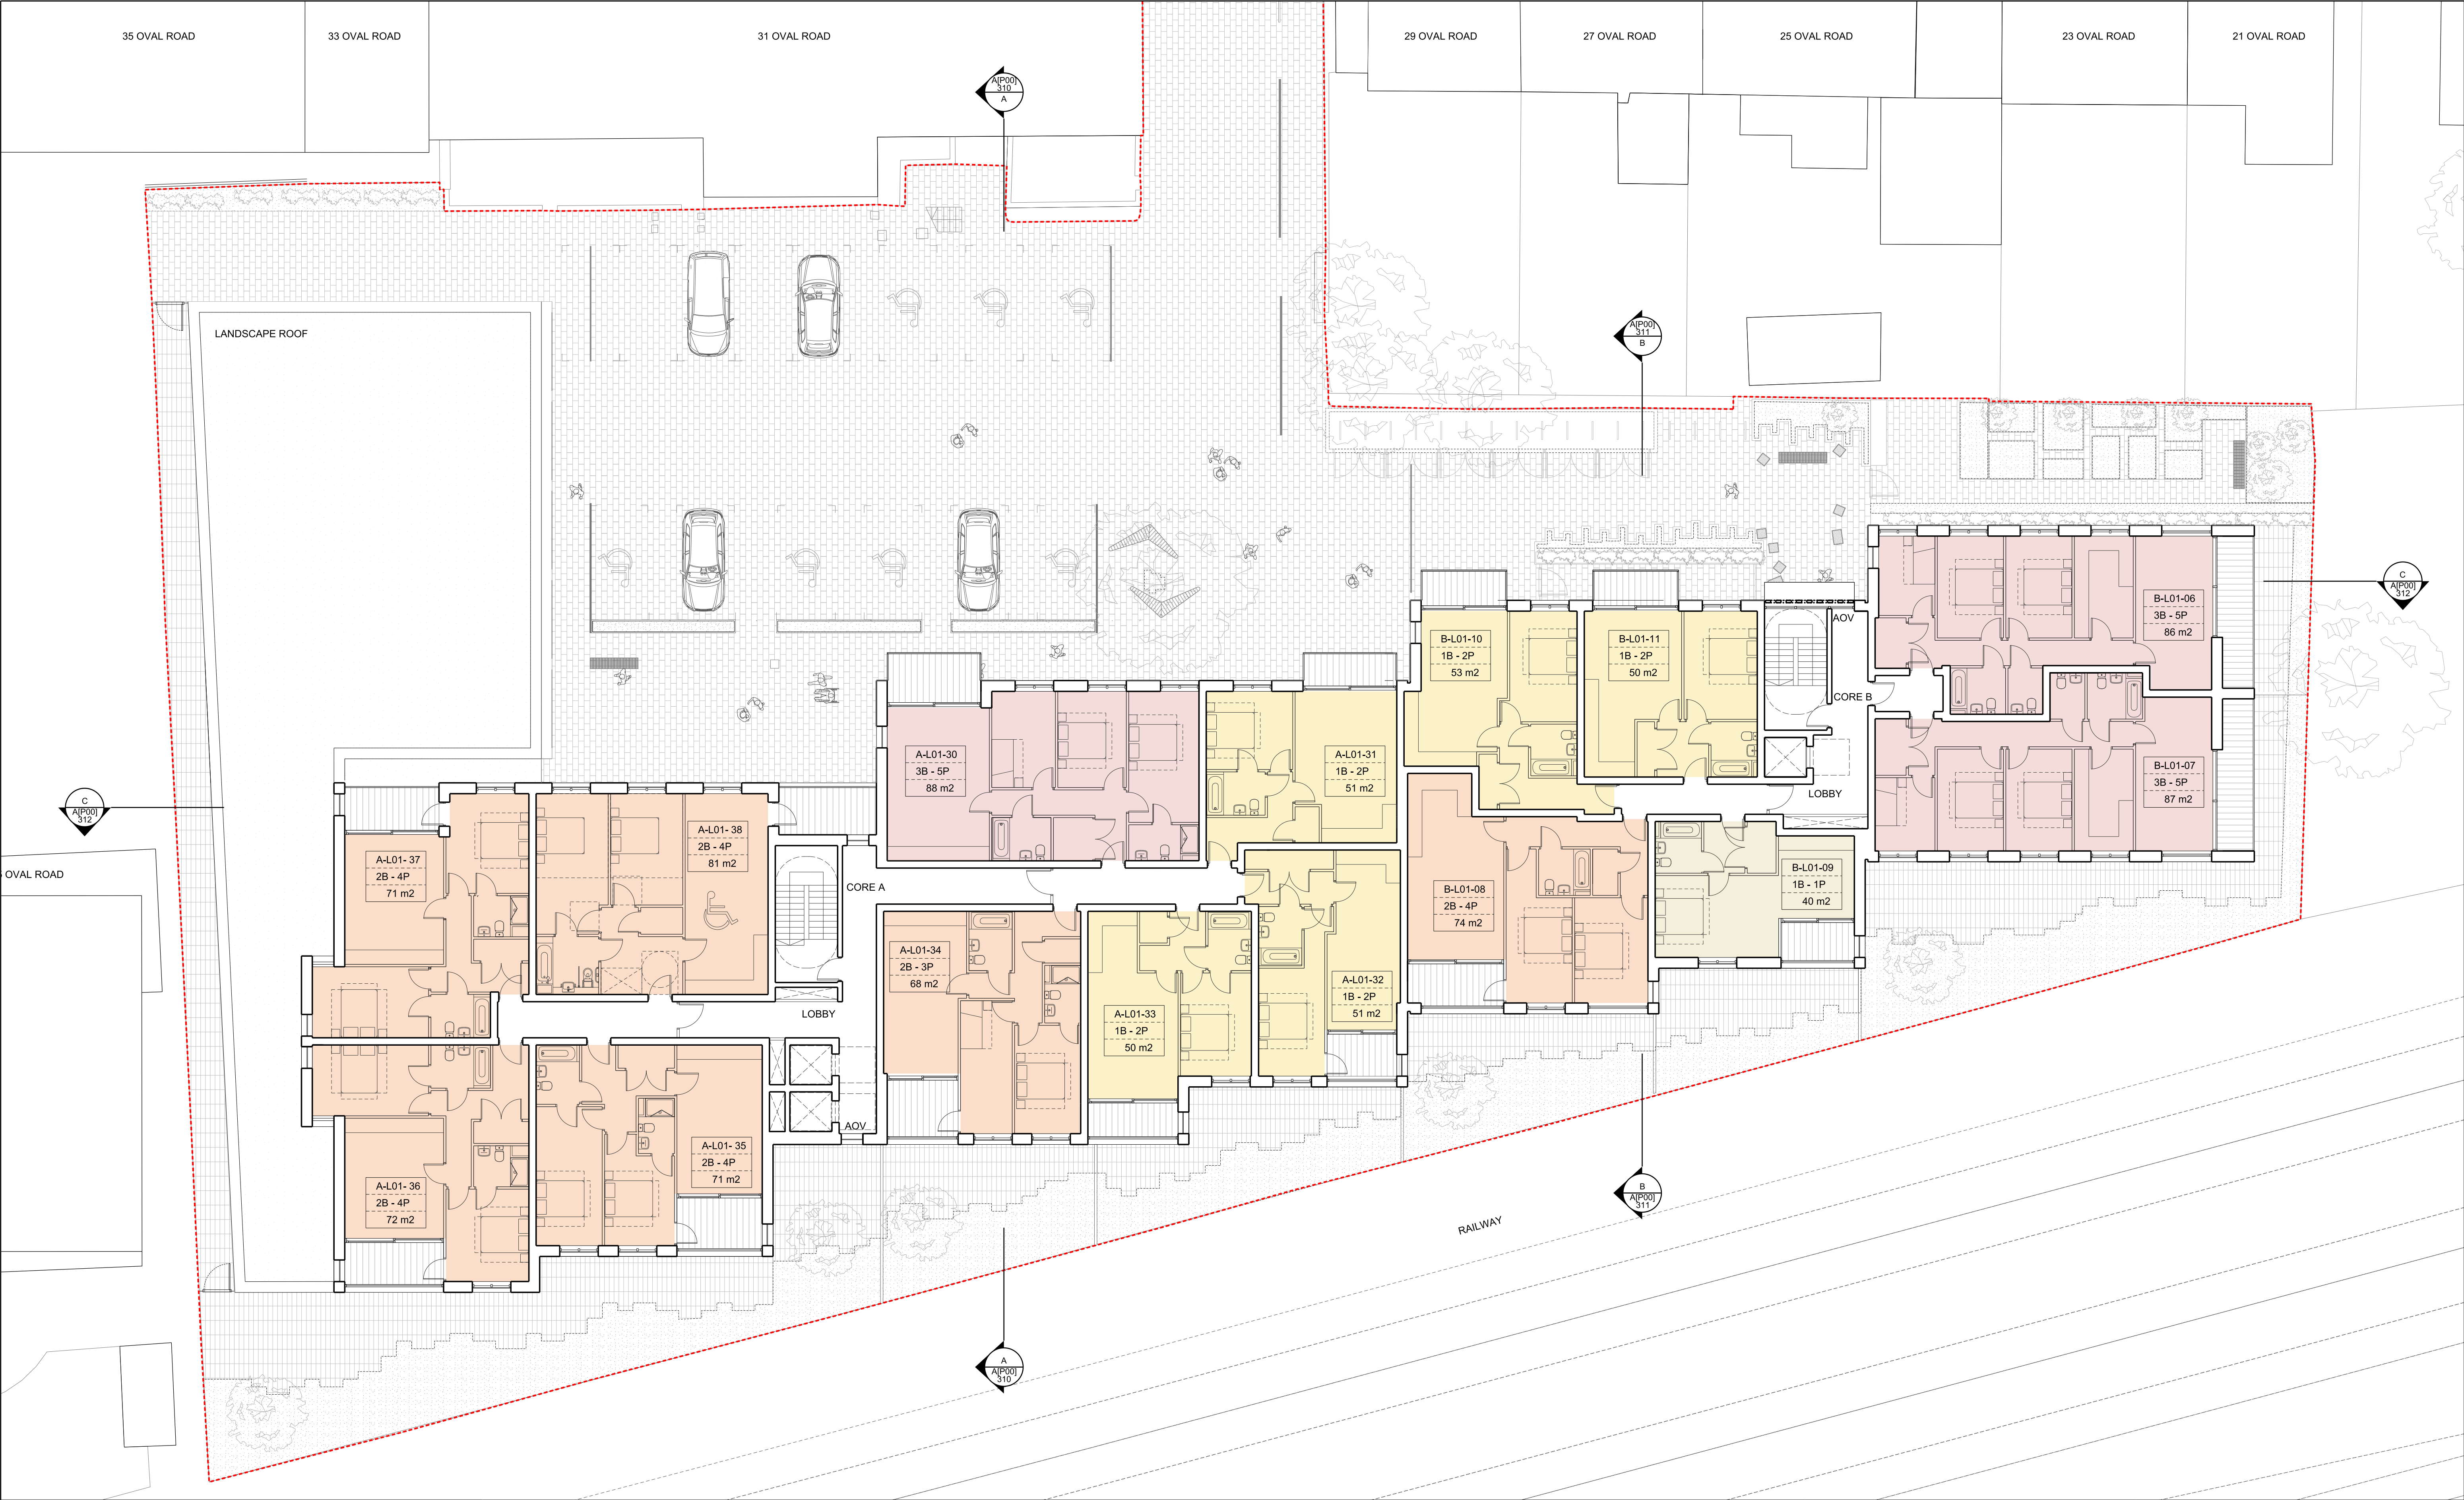 35 OVAL ROAD
33 OVAL ROAD
31 OVAL ROAD
29 OVAL ROAD
27 OVAL ROAD
25 OVAL ROAD
23 OVAL ROAD
21 OVAL ROAD
A[P00]
310
A
LANDSCAPE ROOF
A[P00]
311
B
C
A[P00]
312
B-L01-06
3B - 5P
86 m2
AOV
B-L01-10
1B - 2P
53 m2
B-L01-11
1B - 2P
50 m2
CORE B
A-L01-30
3B - 5P
88 m2
A-L01-31
1B - 2P
51 m2
B-L01-07
3B - 5P
87 m2
LOBBY
C
A[P00]
312
A-L01- 38
2B - 4P
81 m2
A-L01- 37
2B - 4P
71 m2
OVAL ROAD
CORE A
B-L01-08
2B - 4P
74 m2
B-L01-09
1B - 1P
40 m2
A-L01-34
2B - 3P
68 m2
A-L01-32
1B - 2P
51 m2
A-L01-33
1B - 2P
50 m2
LOBBY
AOV
A-L01- 35
2B - 4P
71 m2
A-L01- 36
2B - 4P
72 m2
B
A[P00]
311
RAILWAY
A
A[P00]
310